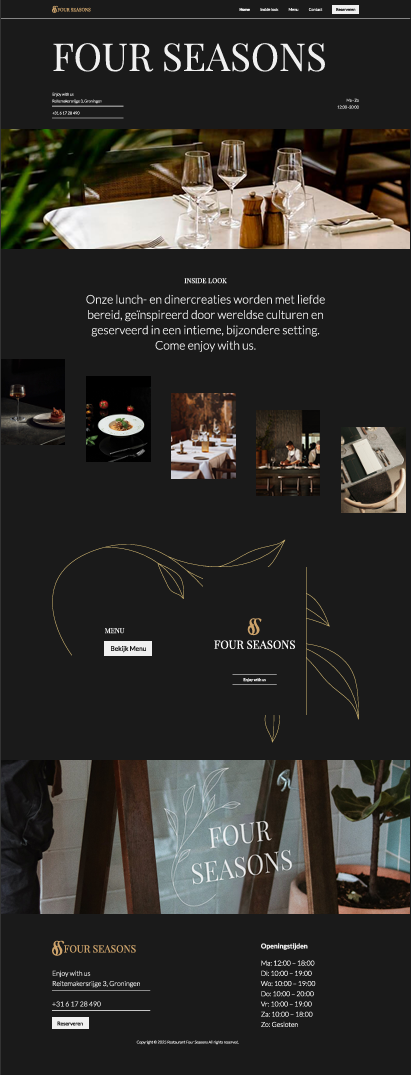 FOUR SEASONS
Home Inside look Menu Contact Reserveren
FOUR SEASONS
Enjoy with us
Reitemakersrijge 3, Groningen
+31 6 17 28 490
Ma - Zo
12:00 - 20:00
INSIDE LOOK
Onze lunch- en dinercreaties worden met liefde
bereid, geïnspireerd door wereldse culturen en
geserveerd in een intieme, bijzondere setting.
Come enjoy with us.
MENU
Bekijk Menu
FOUR SEASONS
Enjoy with us
FOUR
SEASONS
FOUR SEASONS
Enjoy with us
Reitemakersrijge 3, Groningen
+31 6 17 28 490
Reserveren
Openingstijden
Ma: 12:00 – 18:00
Di: 10:00 – 19:00
Wo: 10:00 – 19:00
Do: 10:00 – 20:00
Vr: 10:00 – 19:00
Za: 10:00 – 18:00
Zo: Gesloten
Copyright © 2025 Restaurant Four Seasons All rights reserved.